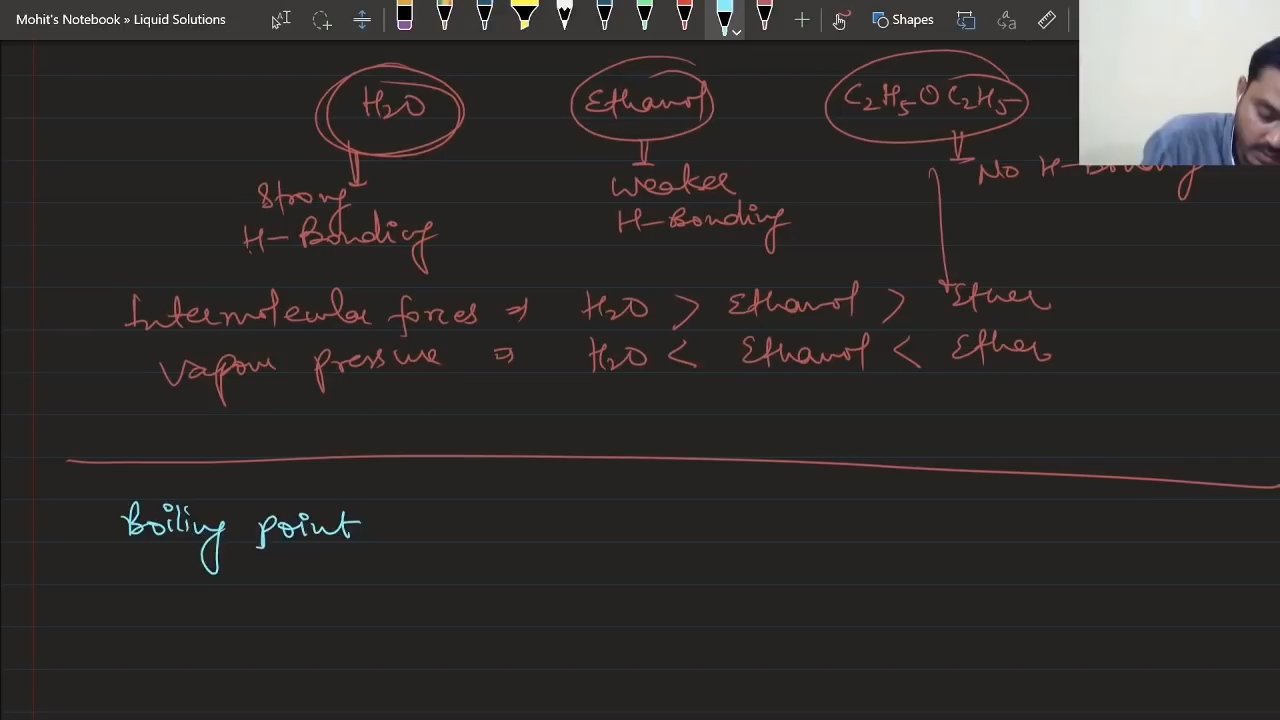 Mohit's Notebook » Liquid Solutions
Shapes
H2O Ethanol C2H5OC2H5
Strong H-Bonding
Weaker H-Bonding
No H-Bonding
Intermolecular forces ⇒ H2O > Ethanol > Ether
Vapour pressure ⇒ H2O < Ethanol < Ether
Boiling point